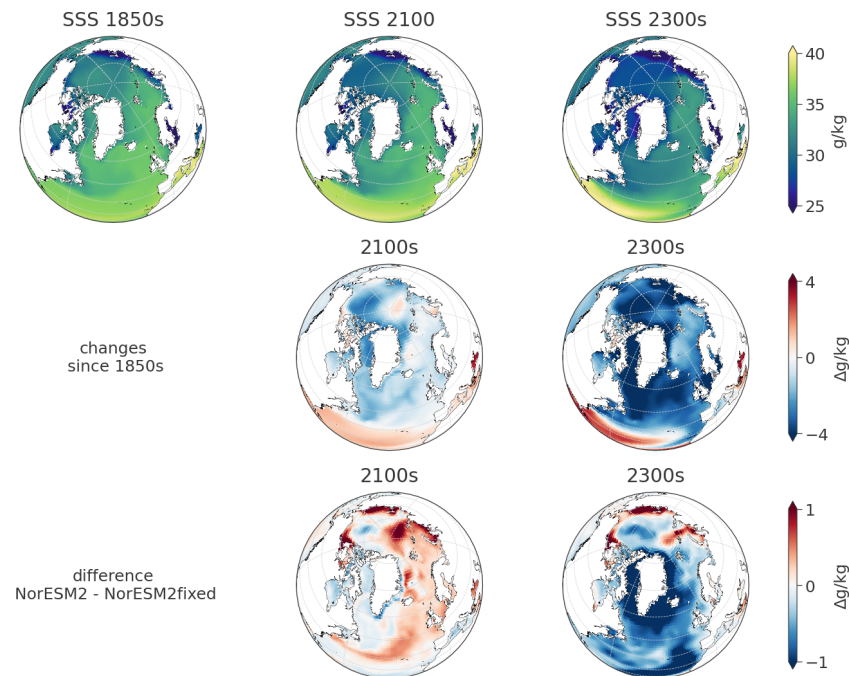 SSS 1850s
SSS 2100
SSS 2300s
40
35
30
25
g/kg
2100s
2300s
changes
since 1850s
4
0
−4
Δg/kg
2100s
2300s
difference
NorESM2 - NorESM2fixed
1
0
−1
Δg/kg